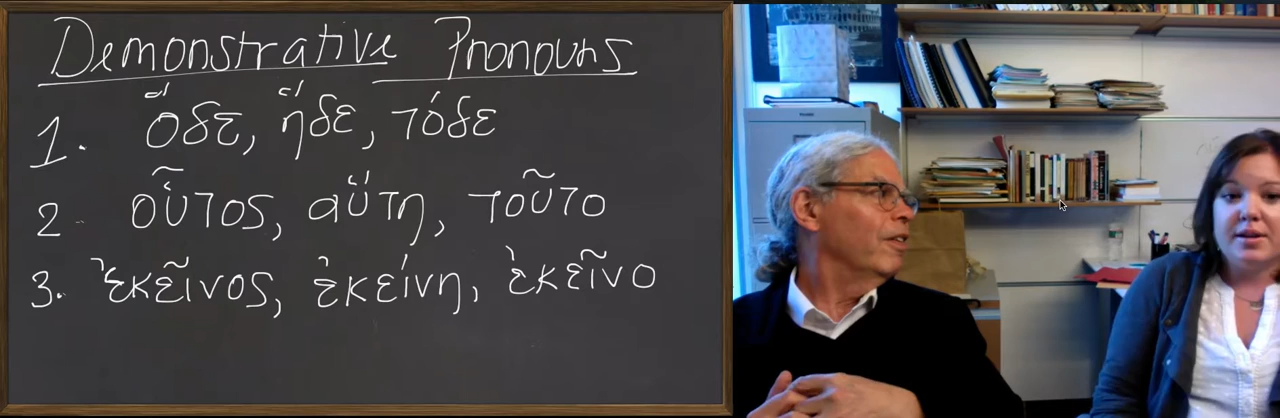 Demonstrative Pronouns
1. ὅδε, ἥδε, τόδε
2. οὗτος, αὕτη, τοῦτο
3. ἐκεῖνος, ἐκείνη, ἐκεῖνο